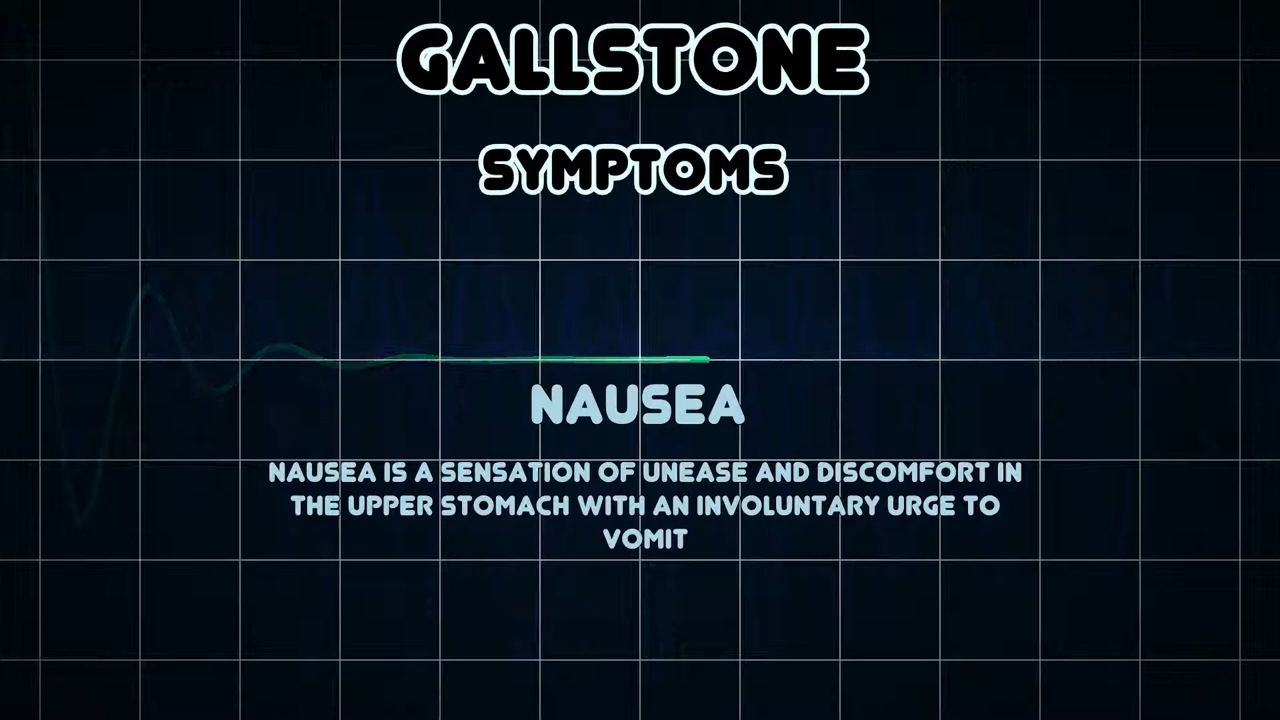 GALLSTONE
SYMPTOMS
NAUSEA
NAUSEA IS A SENSATION OF UNEASE AND DISCOMFORT IN
THE UPPER STOMACH WITH AN INVOLUNTARY URGE TO
VOMIT